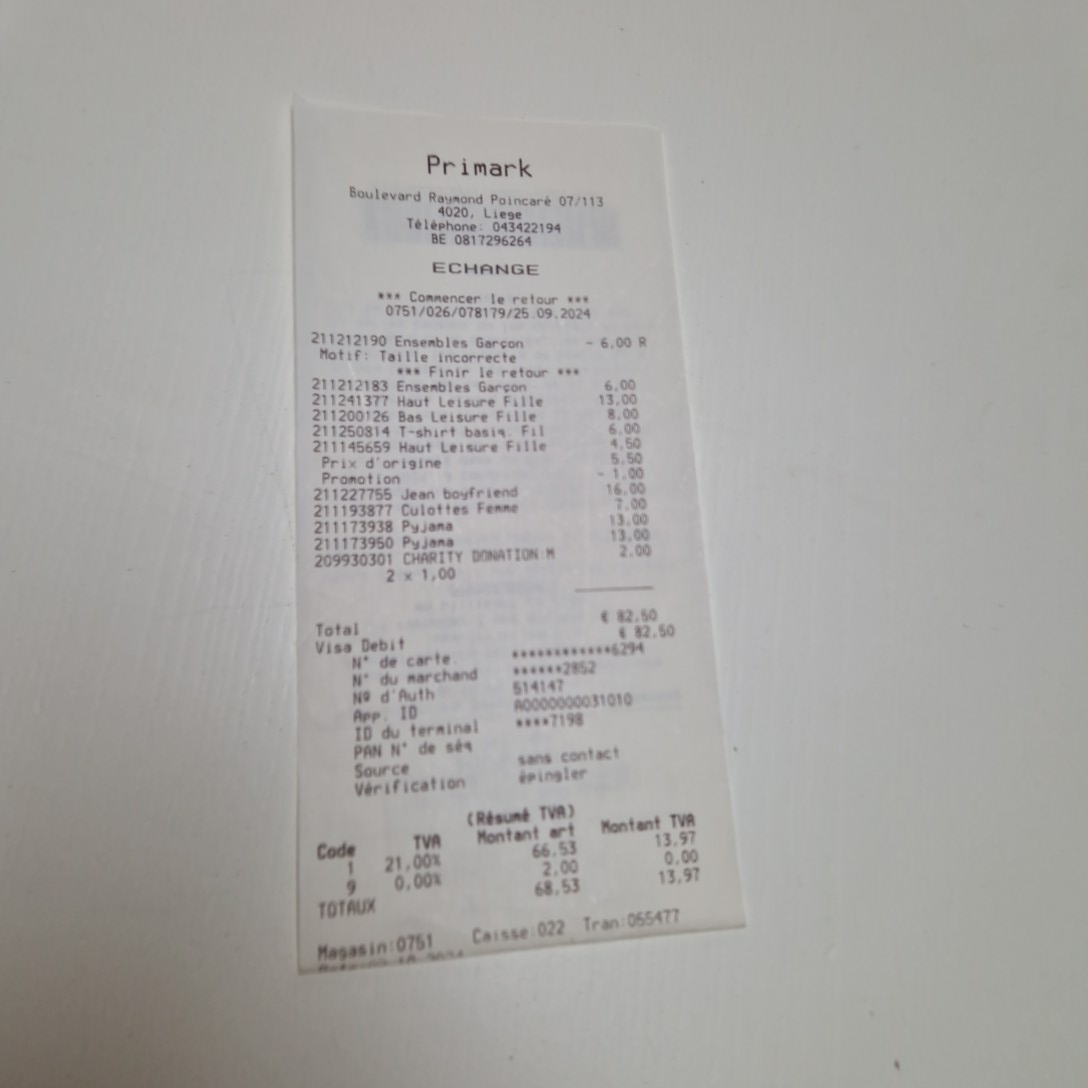 Primark
Boulevard Raymond Poincaré 07/113
4020, Liege
Téléphone: 043422194
BE 0817296264
ECHANGE
*** Commencer le retour ***
0751/026/078179/25.09.2024
211212190 Ensembles Garçon - 6,00 R
Motif: Taille incorrecte
*** Finir le retour ***
211212183 Ensembles Garçon 6,00
211241377 Haut Leisure Fille 13,00
211200126 Bas Leisure Fille 8,00
211250814 T-shirt basiq. Fil 6,00
211145659 Haut Leisure Fille 4,50
Prix d'origine 5,50
Promotion - 1,00
211227755 Jean boyfriend 16,00
211193877 Culottes Femme 7,00
211173938 Pyjama 13,00
211173950 Pyjama 13,00
209930301 CHARITY DONATION M 2,00
2 x 1,00
Total € 82,50
Visa Debit € 82,50
N° de carte. ************6294
N° du marchand ******2852
Nº d'Auth 514147
App. ID A0000000031010
ID du terminal ****7198
PAN N° de séq
Source sans contact
Vérification épingler
(Résumé TVA)
Code TVA Montant art Montant TVA
1 21,00% 66,53 13,97
9 0,00% 2,00 0,00
TOTAUX 68,53 13,97
Magasin:0751 Caisse:022 Tran:055477